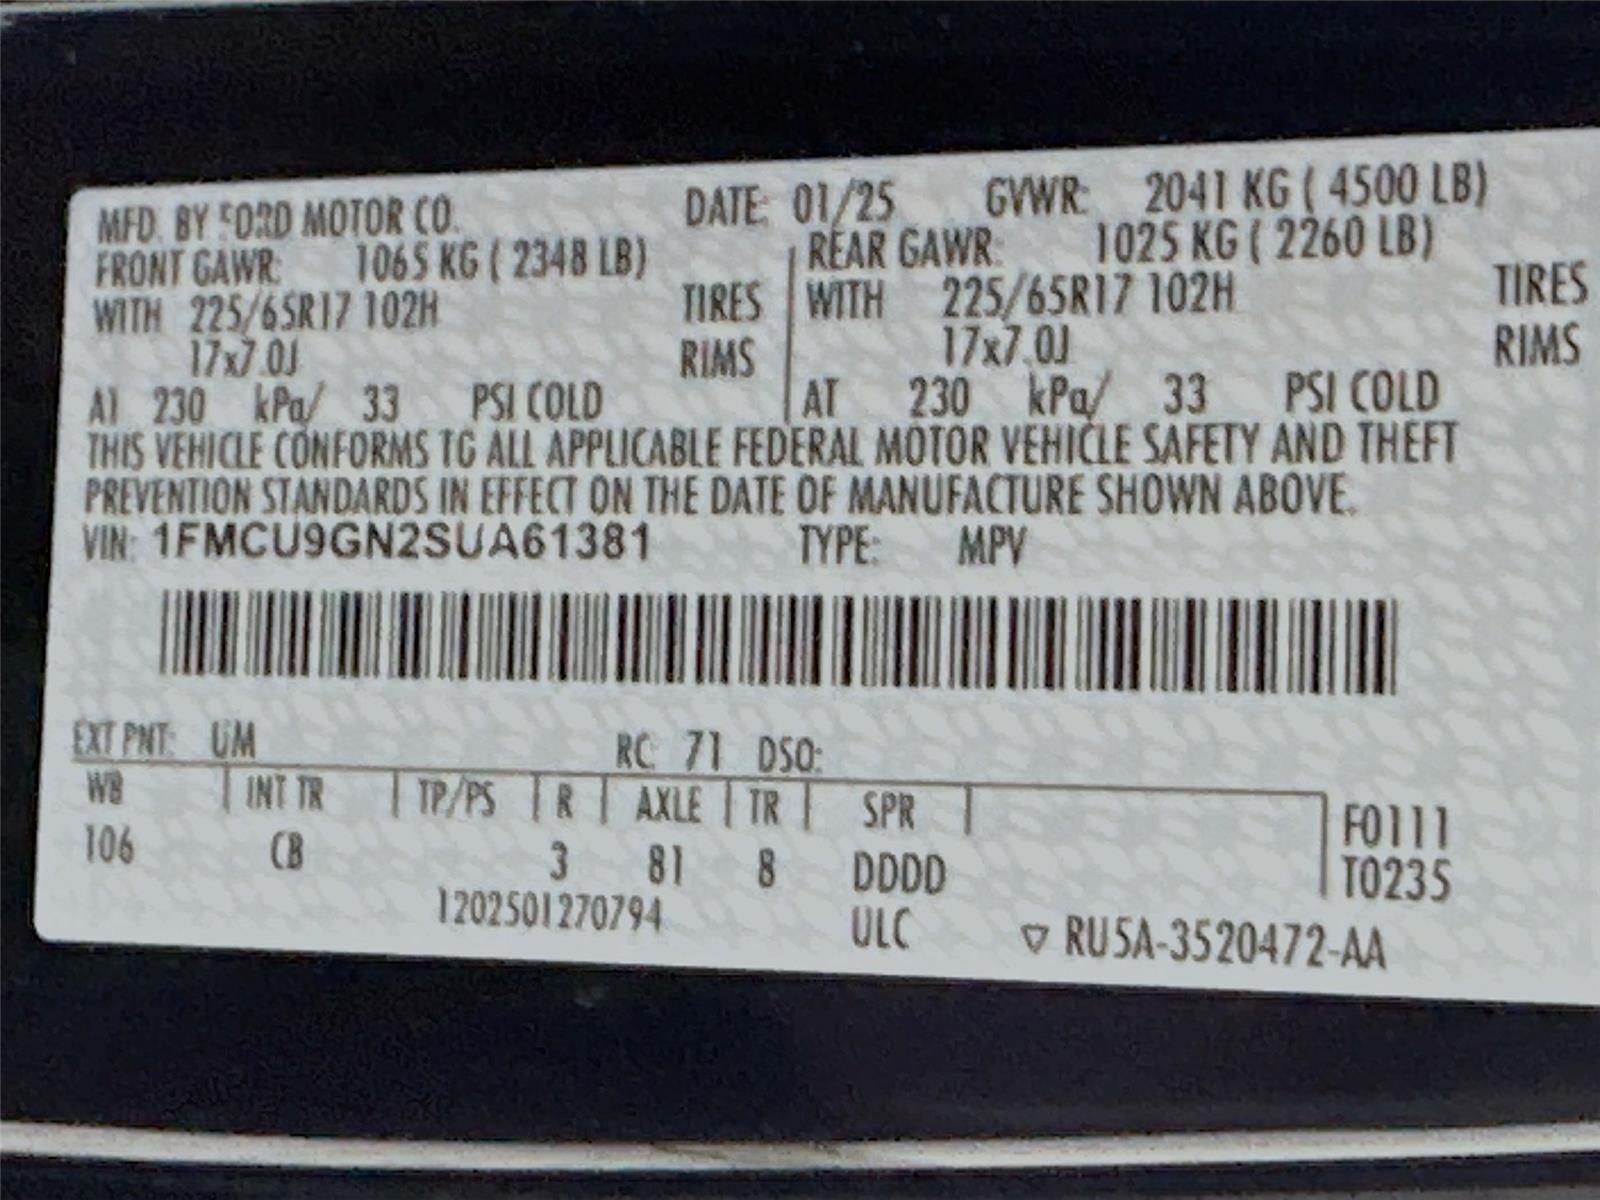 MFD. BY FORD MOTOR CO. DATE: 01/25 GVWR: 2041 KG ( 4500 LB)
FRONT GAWR: 1065 KG ( 2348 LB) REAR GAWR: 1025 KG ( 2260 LB)
WITH 225/65R17 102H TIRES WITH 225/65R17 102H TIRES
17x7.0J RIMS 17x7.0J RIMS
AT 230 kPa/ 33 PSI COLD AT 230 kPa/ 33 PSI COLD
THIS VEHICLE CONFORMS TO ALL APPLICABLE FEDERAL MOTOR VEHICLE SAFETY AND THEFT
PREVENTION STANDARDS IN EFFECT ON THE DATE OF MANUFACTURE SHOWN ABOVE.
VIN: 1FMCU9GN2SUA61381 TYPE: MPV
EXT PNT: UM RC: 71 DSO:
WB INT TR TP/PS R AXLE TR SPR F0111
106 CB 3 81 8 DDDD T0235
1202501270794 ULC ▽ RU5A-3520472-AA